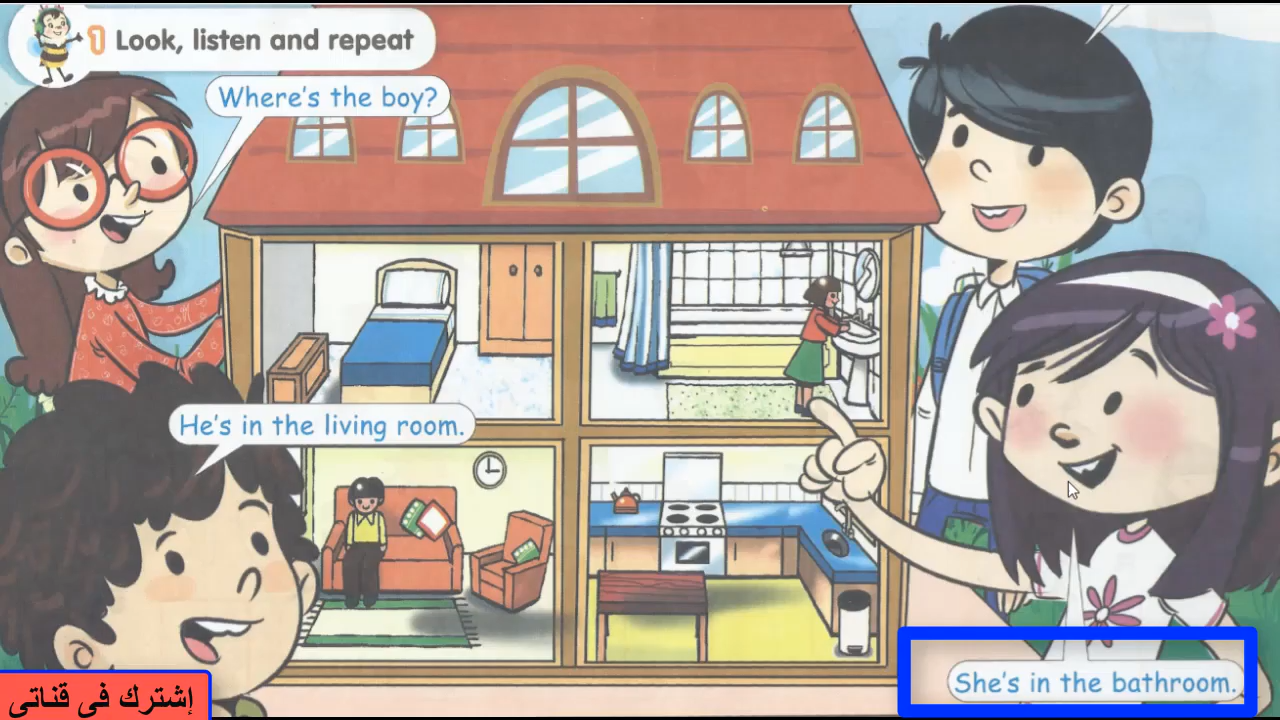 1 Look, listen and repeat
Where's the boy?
He's in the living room.
She's in the bathroom.
إشترك فى قناتى